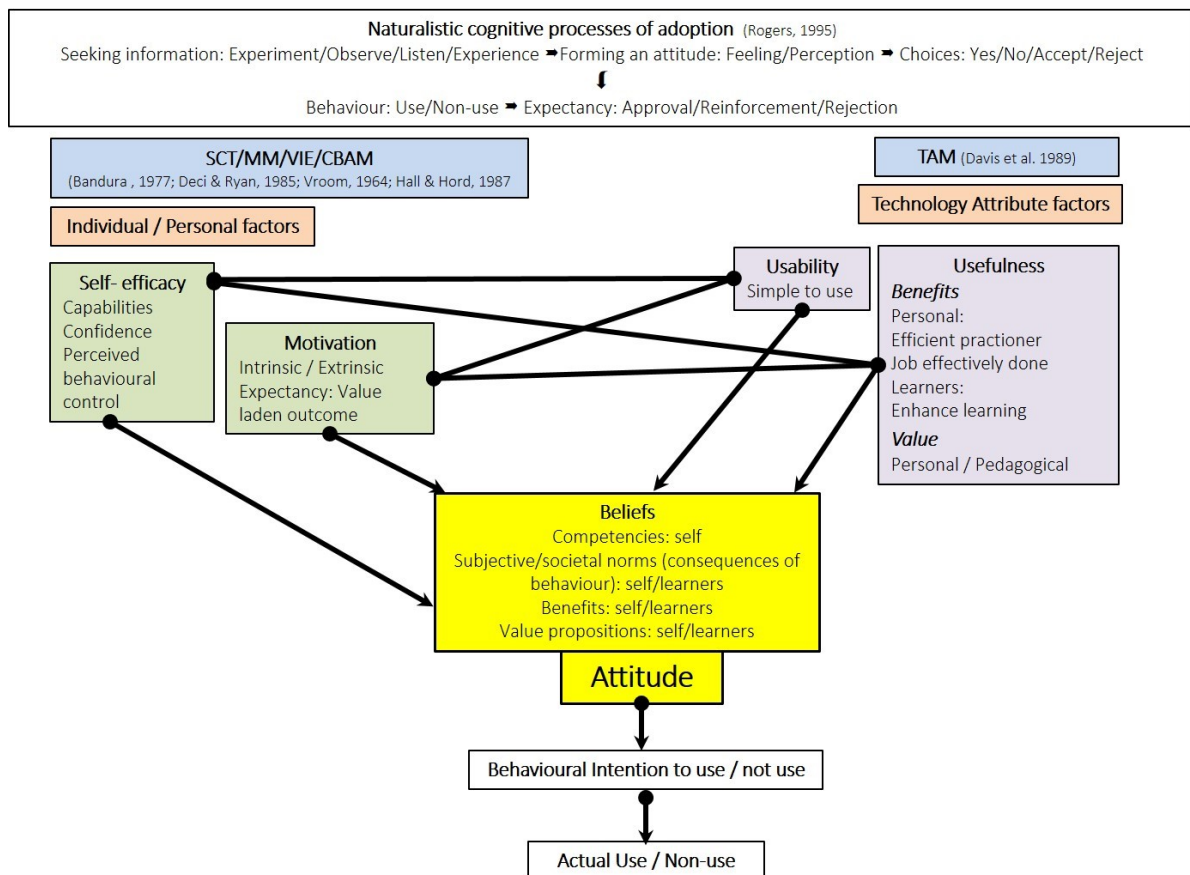 Naturalistic cognitive processes of adoption (Rogers, 1995)
Seeking information: Experiment/Observe/Listen/Experience ➡Forming an attitude: Feeling/Perception ➡ Choices: Yes/No/Accept/Reject
⬇
Behaviour: Use/Non-use ➡ Expectancy: Approval/Reinforcement/Rejection
SCT/MM/VIE/CBAM
(Bandura , 1977; Deci & Ryan, 1985; Vroom, 1964; Hall & Hord, 1987
TAM (Davis et al. 1989)
Individual / Personal factors
Technology Attribute factors
Self- efficacy
Capabilities
Confidence
Perceived
behavioural
control
Motivation
Intrinsic / Extrinsic
Expectancy: Value
laden outcome
Usability
Simple to use
Usefulness
Benefits
Personal:
Efficient practioner
Job effectively done
Learners:
Enhance learning
Value
Personal / Pedagogical
Beliefs
Competencies: self
Subjective/societal norms (consequences of
behaviour): self/learners
Benefits: self/learners
Value propositions: self/learners
Attitude
Behavioural Intention to use / not use
Actual Use / Non-use